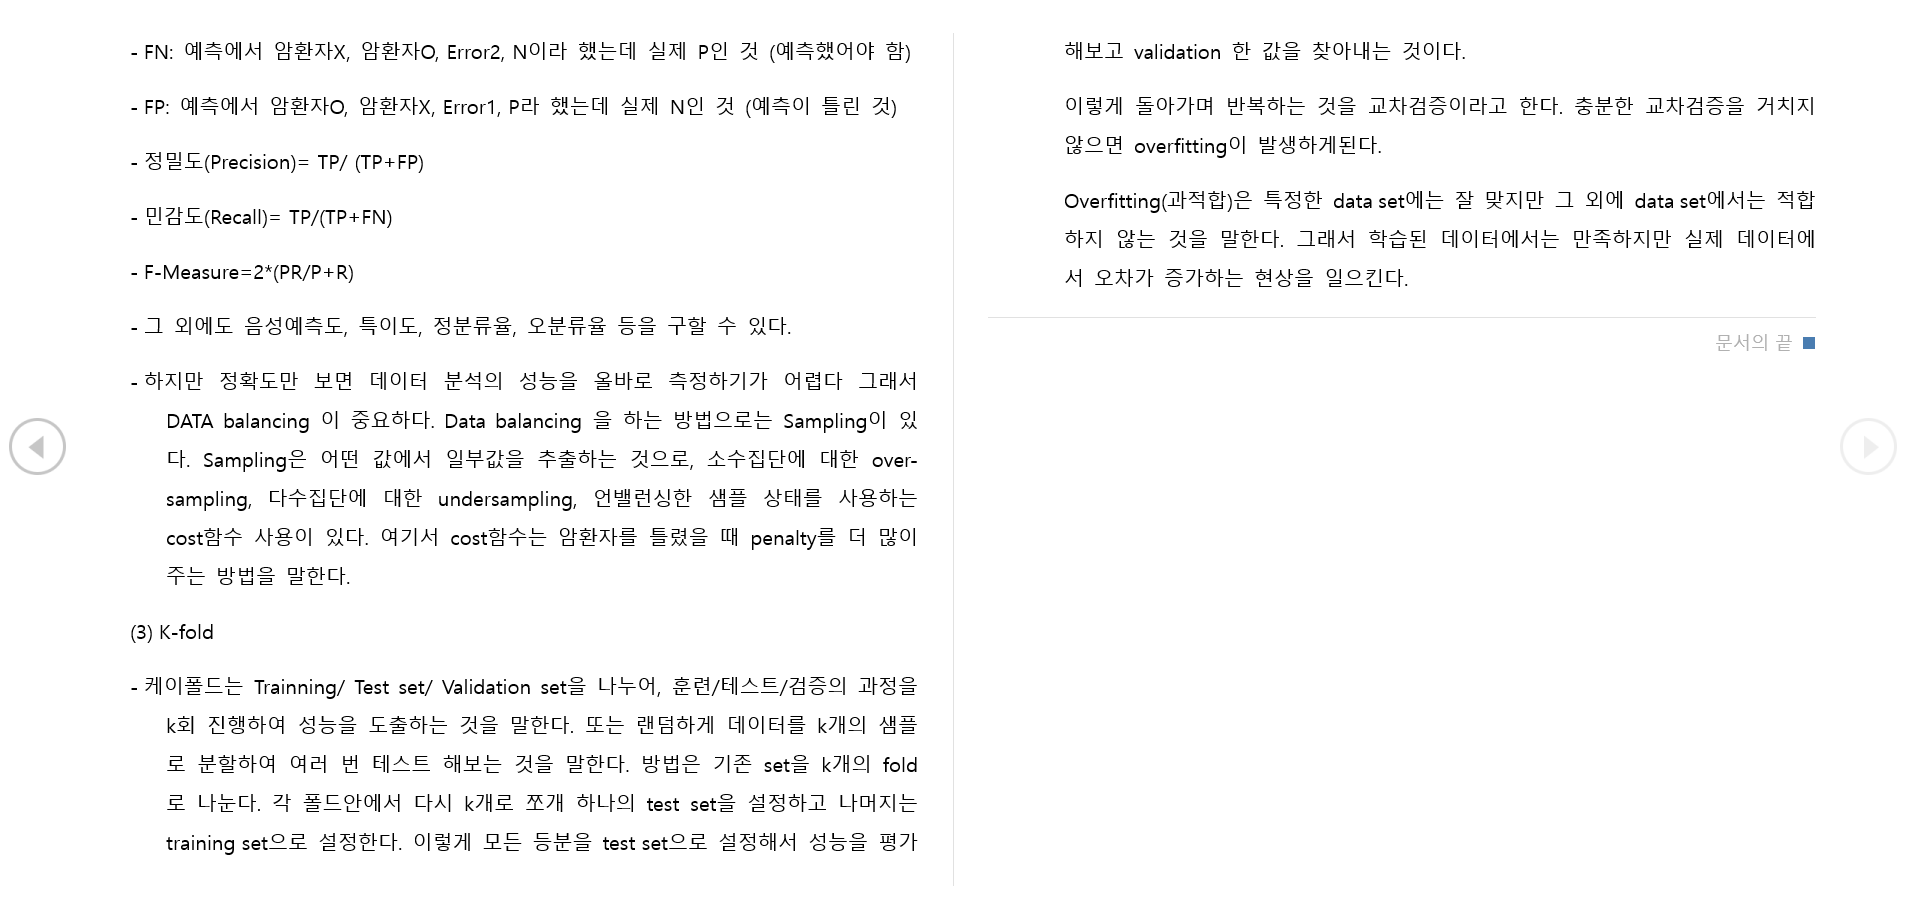 - FN: 예측에서 암환자X, 암환자O, Error2, N이라 했는데 실제 P인 것 (예측했어야 함)
- FP: 예측에서 암환자O, 암환자X, Error1, P라 했는데 실제 N인 것 (예측이 틀린 것)
- 정밀도(Precision)= TP/ (TP+FP)
- 민감도(Recall)= TP/(TP+FN)
- F-Measure=2*(PR/P+R)
- 그 외에도 음성예측도, 특이도, 정분류율, 오분류율 등을 구할 수 있다.
- 하지만 정확도만 보면 데이터 분석의 성능을 올바로 측정하기가 어렵다 그래서
DATA balancing 이 중요하다. Data balancing 을 하는 방법으로는 Sampling이 있
다. Sampling은 어떤 값에서 일부값을 추출하는 것으로, 소수집단에 대한 over-
sampling, 다수집단에 대한 undersampling, 언밸런싱한 샘플 상태를 사용하는
cost함수 사용이 있다. 여기서 cost함수는 암환자를 틀렸을 때 penalty를 더 많이
주는 방법을 말한다.
(3) K-fold
- 케이폴드는 Trainning/ Test set/ Validation set을 나누어, 훈련/테스트/검증의 과정을
k회 진행하여 성능을 도출하는 것을 말한다. 또는 랜덤하게 데이터를 k개의 샘플
로 분할하여 여러 번 테스트 해보는 것을 말한다. 방법은 기존 set을 k개의 fold
로 나눈다. 각 폴드안에서 다시 k개로 쪼개 하나의 test set을 설정하고 나머지는
training set으로 설정한다. 이렇게 모든 등분을 test set으로 설정해서 성능을 평가
해보고 validation 한 값을 찾아내는 것이다.
이렇게 돌아가며 반복하는 것을 교차검증이라고 한다. 충분한 교차검증을 거치지
않으면 overfitting이 발생하게된다.
Overfitting(과적합)은 특정한 data set에는 잘 맞지만 그 외에 data set에서는 적합
하지 않는 것을 말한다. 그래서 학습된 데이터에서는 만족하지만 실제 데이터에
서 오차가 증가하는 현상을 일으킨다.
문서의 끝